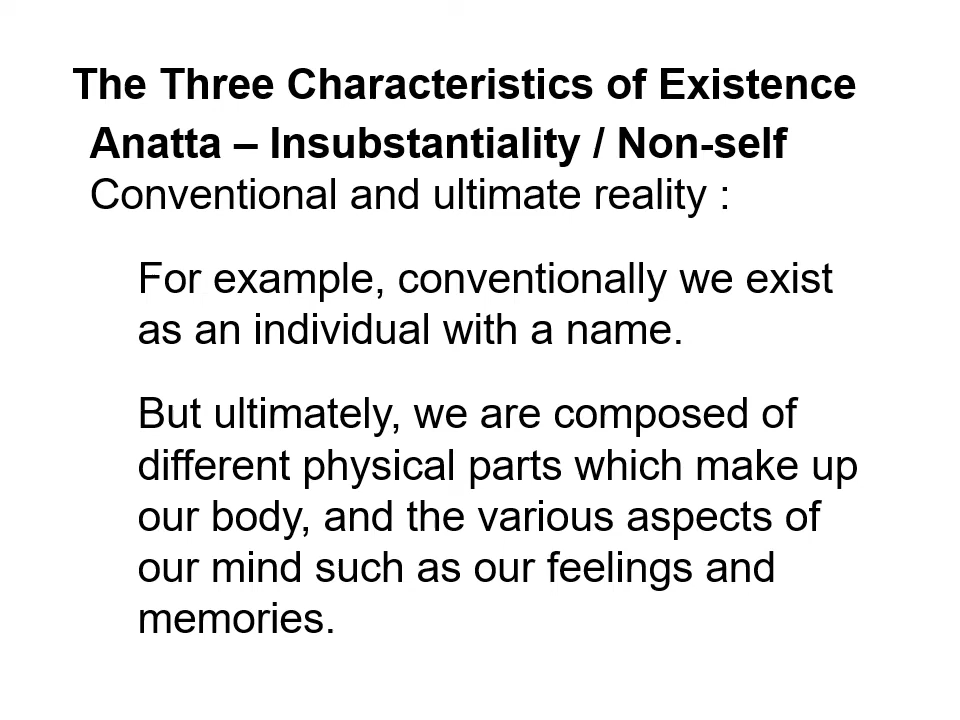 The Three Characteristics of Existence
Anatta – Insubstantiality / Non-self
Conventional and ultimate reality :
For example, conventionally we exist
as an individual with a name.
But ultimately, we are composed of
different physical parts which make up
our body, and the various aspects of
our mind such as our feelings and
memories.